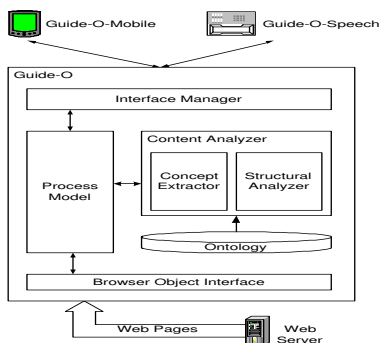 Guide-O-Mobile
Guide-O-Speech
Guide-O
Interface Manager
Content Analyzer
Process
Model
Concept
Extractor
Structural
Analyzer
Ontology
Browser Object Interface
Web Pages
Web
Server